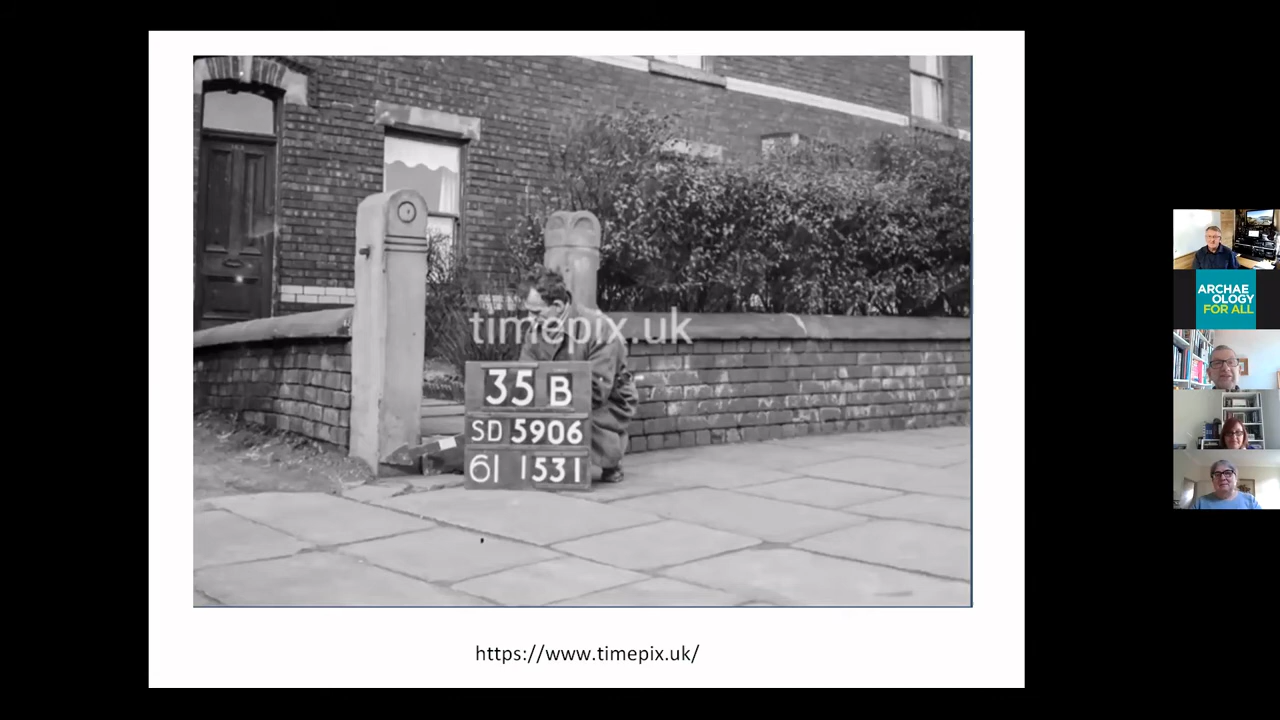 timepix.uk
35 B
SD 5906
61 1531
https://www.timepix.uk/
ARCHAE
OLOGY
FOR ALL